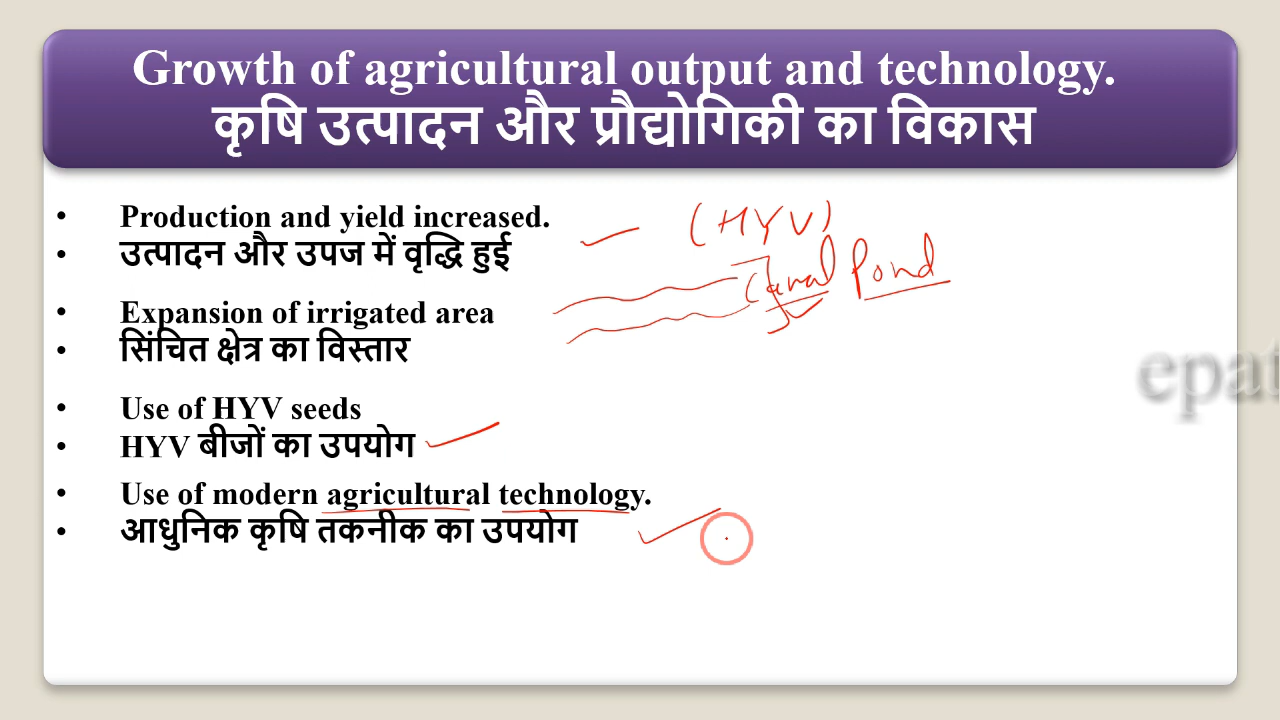 Growth of agricultural output and technology.
कृषि उत्पादन और प्रौद्योगिकी का विकास
• Production and yield increased.
• उत्पादन और उपज में वृद्धि हुई
(HYV)
Canal Pond
• Expansion of irrigated area
• सिंचित क्षेत्र का विस्तार
epat
• Use of HYV seeds
• HYV बीजों का उपयोग
• Use of modern agricultural technology.
• आधुनिक कृषि तकनीक का उपयोग